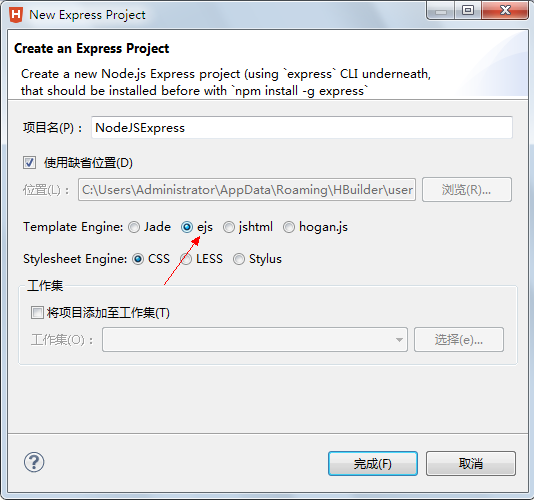 New Express Project
Create an Express Project
Create a new Node.js Express project (using `express` CLI underneath,
that should be installed before with `npm install -g express`
项目名(P)： NodeJSExpress
使用缺省位置(D)
位置(L)： C:\Users\Administrator\AppData\Roaming\HBuilder\user 浏览(R)...
Template Engine: Jade ejs jshtml hogan.js
Stylesheet Engine: CSS LESS Stylus
工作集
将项目添加至工作集(T)
工作集(O)： 选择(e)...
完成(F) 取消